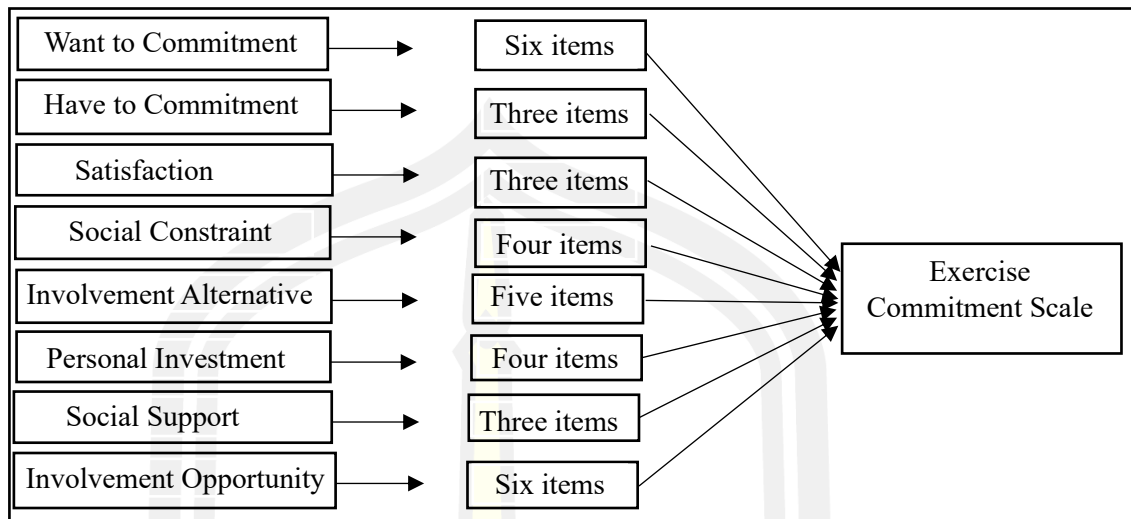 Want to Commitment
Six items
Have to Commitment
Three items
Satisfaction
Three items
Social Constraint
Four items
Involvement Alternative
Five items
Personal Investment
Four items
Social Support
Three items
Involvement Opportunity
Six items
Exercise
Commitment Scale